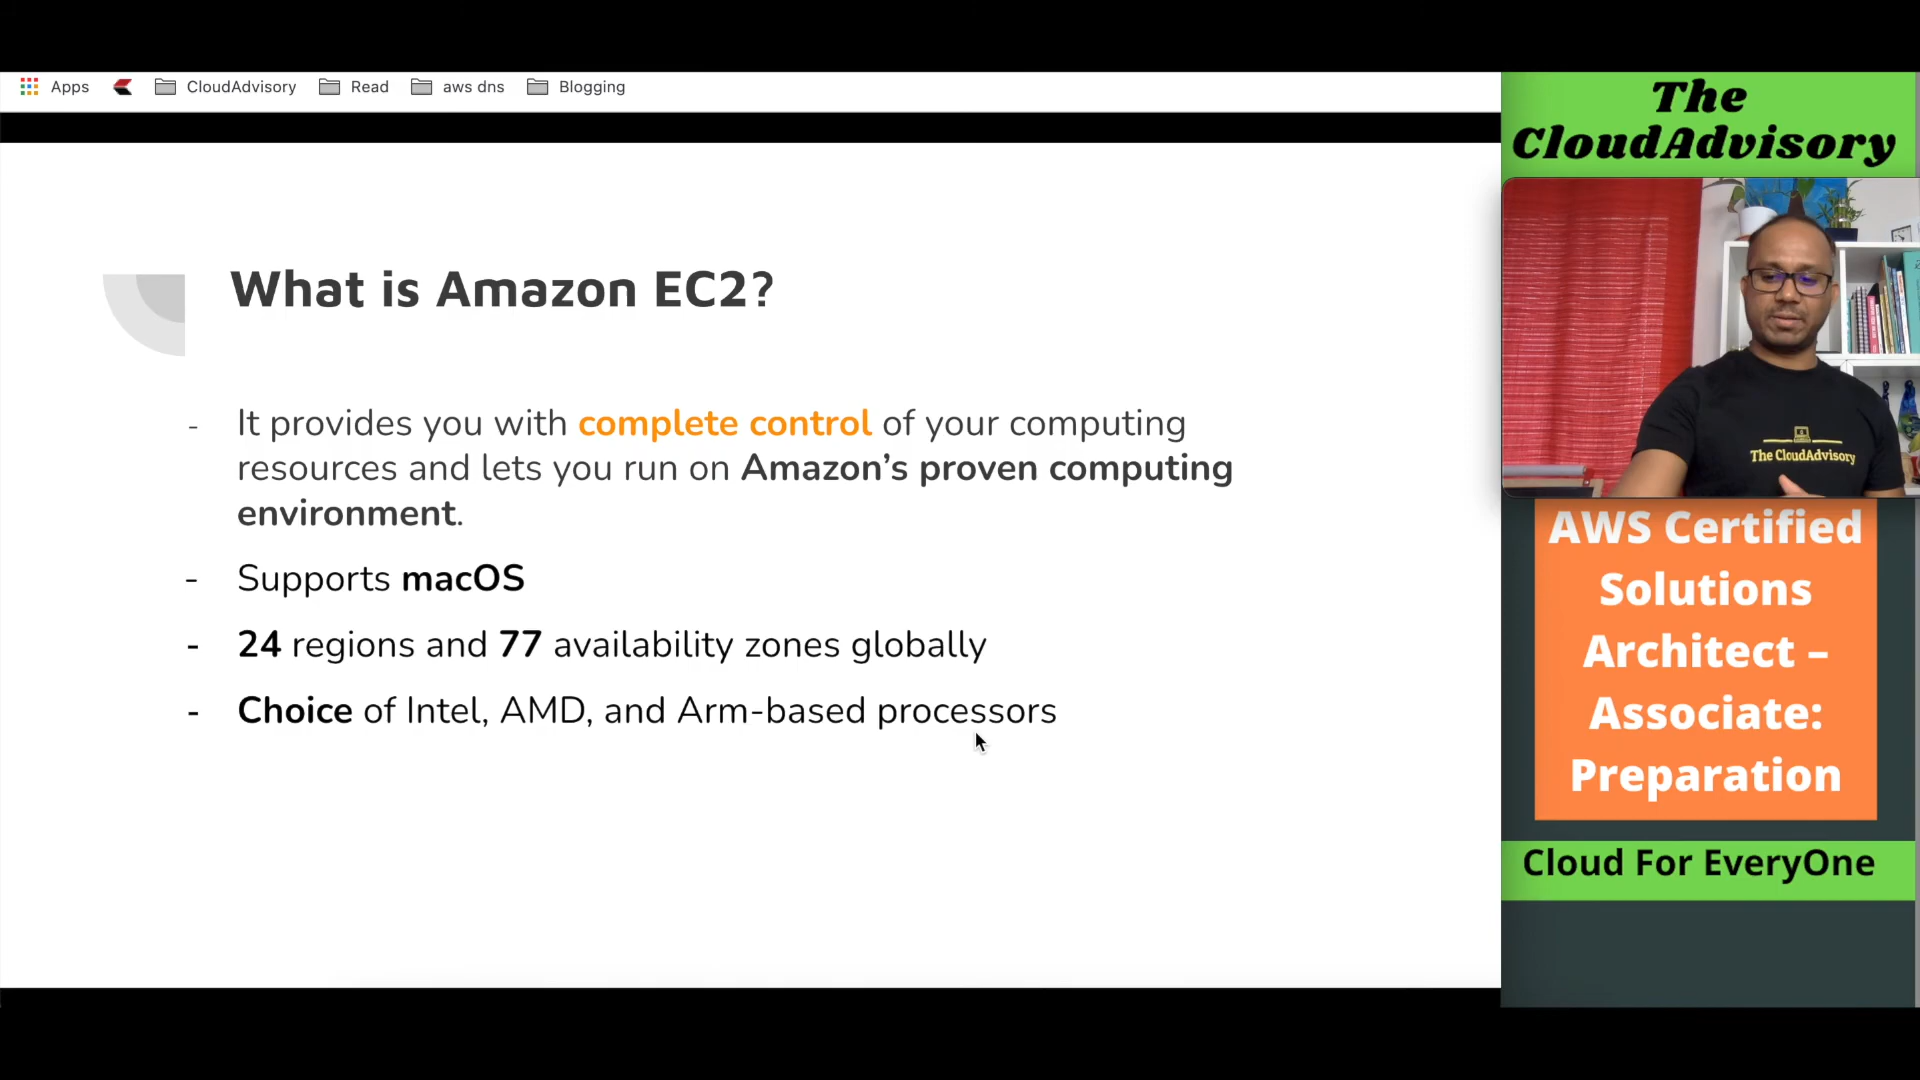 Apps
CloudAdvisory
Read
aws dns
Blogging
The
CloudAdvisory
What is Amazon EC2?
- It provides you with complete control of your computing
resources and lets you run on Amazon’s proven computing
environment.
- Supports macOS
- 24 regions and 77 availability zones globally
- Choice of Intel, AMD, and Arm-based processors
The CloudAdvisory
AWS Certified
Solutions
Architect –
Associate:
Preparation
Cloud For EveryOne